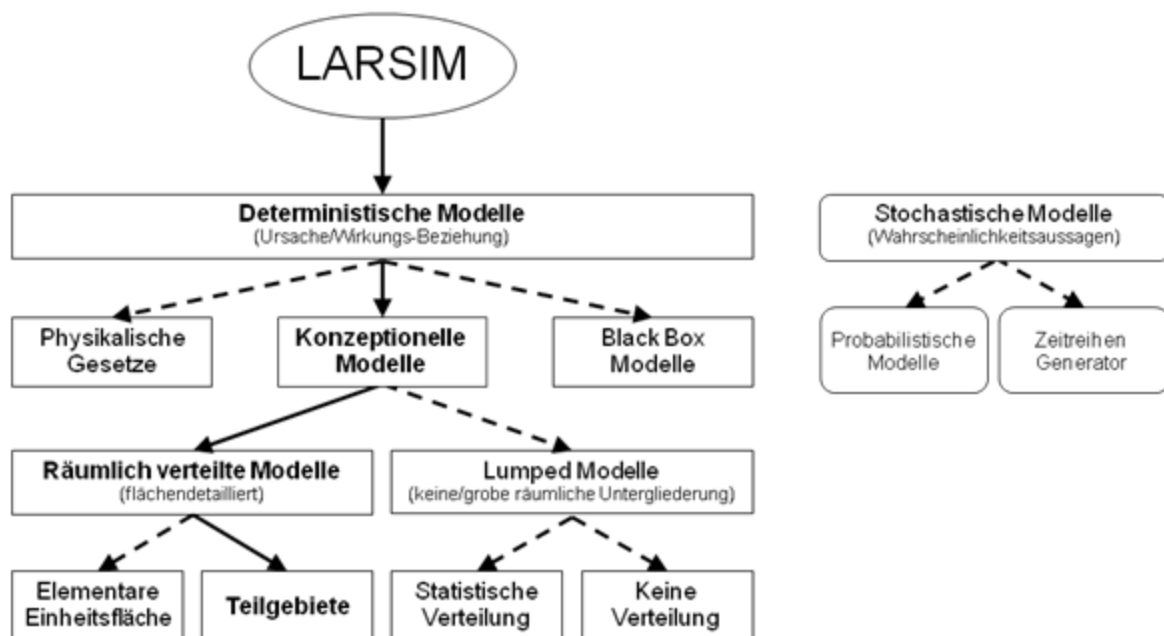 LARSIM
Deterministische Modelle
(Ursache/Wirkungs-Beziehung)
Stochastische Modelle
(Wahrscheinlichkeitsaussagen)
Physikalische
Gesetze
Konzeptionelle
Modelle
Black Box
Modelle
Probabilistische
Modelle
Zeitreihen
Generator
Räumlich verteilte Modelle
(flächendetailliert)
Lumped Modelle
(keine/grobe räumliche Untergliederung)
Elementare
Einheitsfläche
Teilgebiete
Statistische
Verteilung
Keine
Verteilung